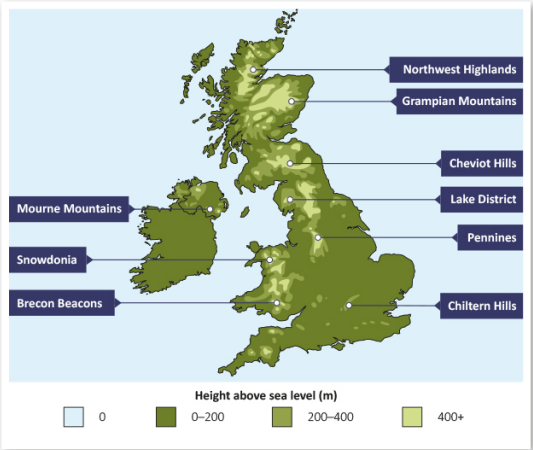 Northwest Highlands
Grampian Mountains
Cheviot Hills
Lake District
Mourne Mountains
Pennines
Snowdonia
Brecon Beacons
Chiltern Hills
Height above sea level (m)
0
0–200
200–400
400+